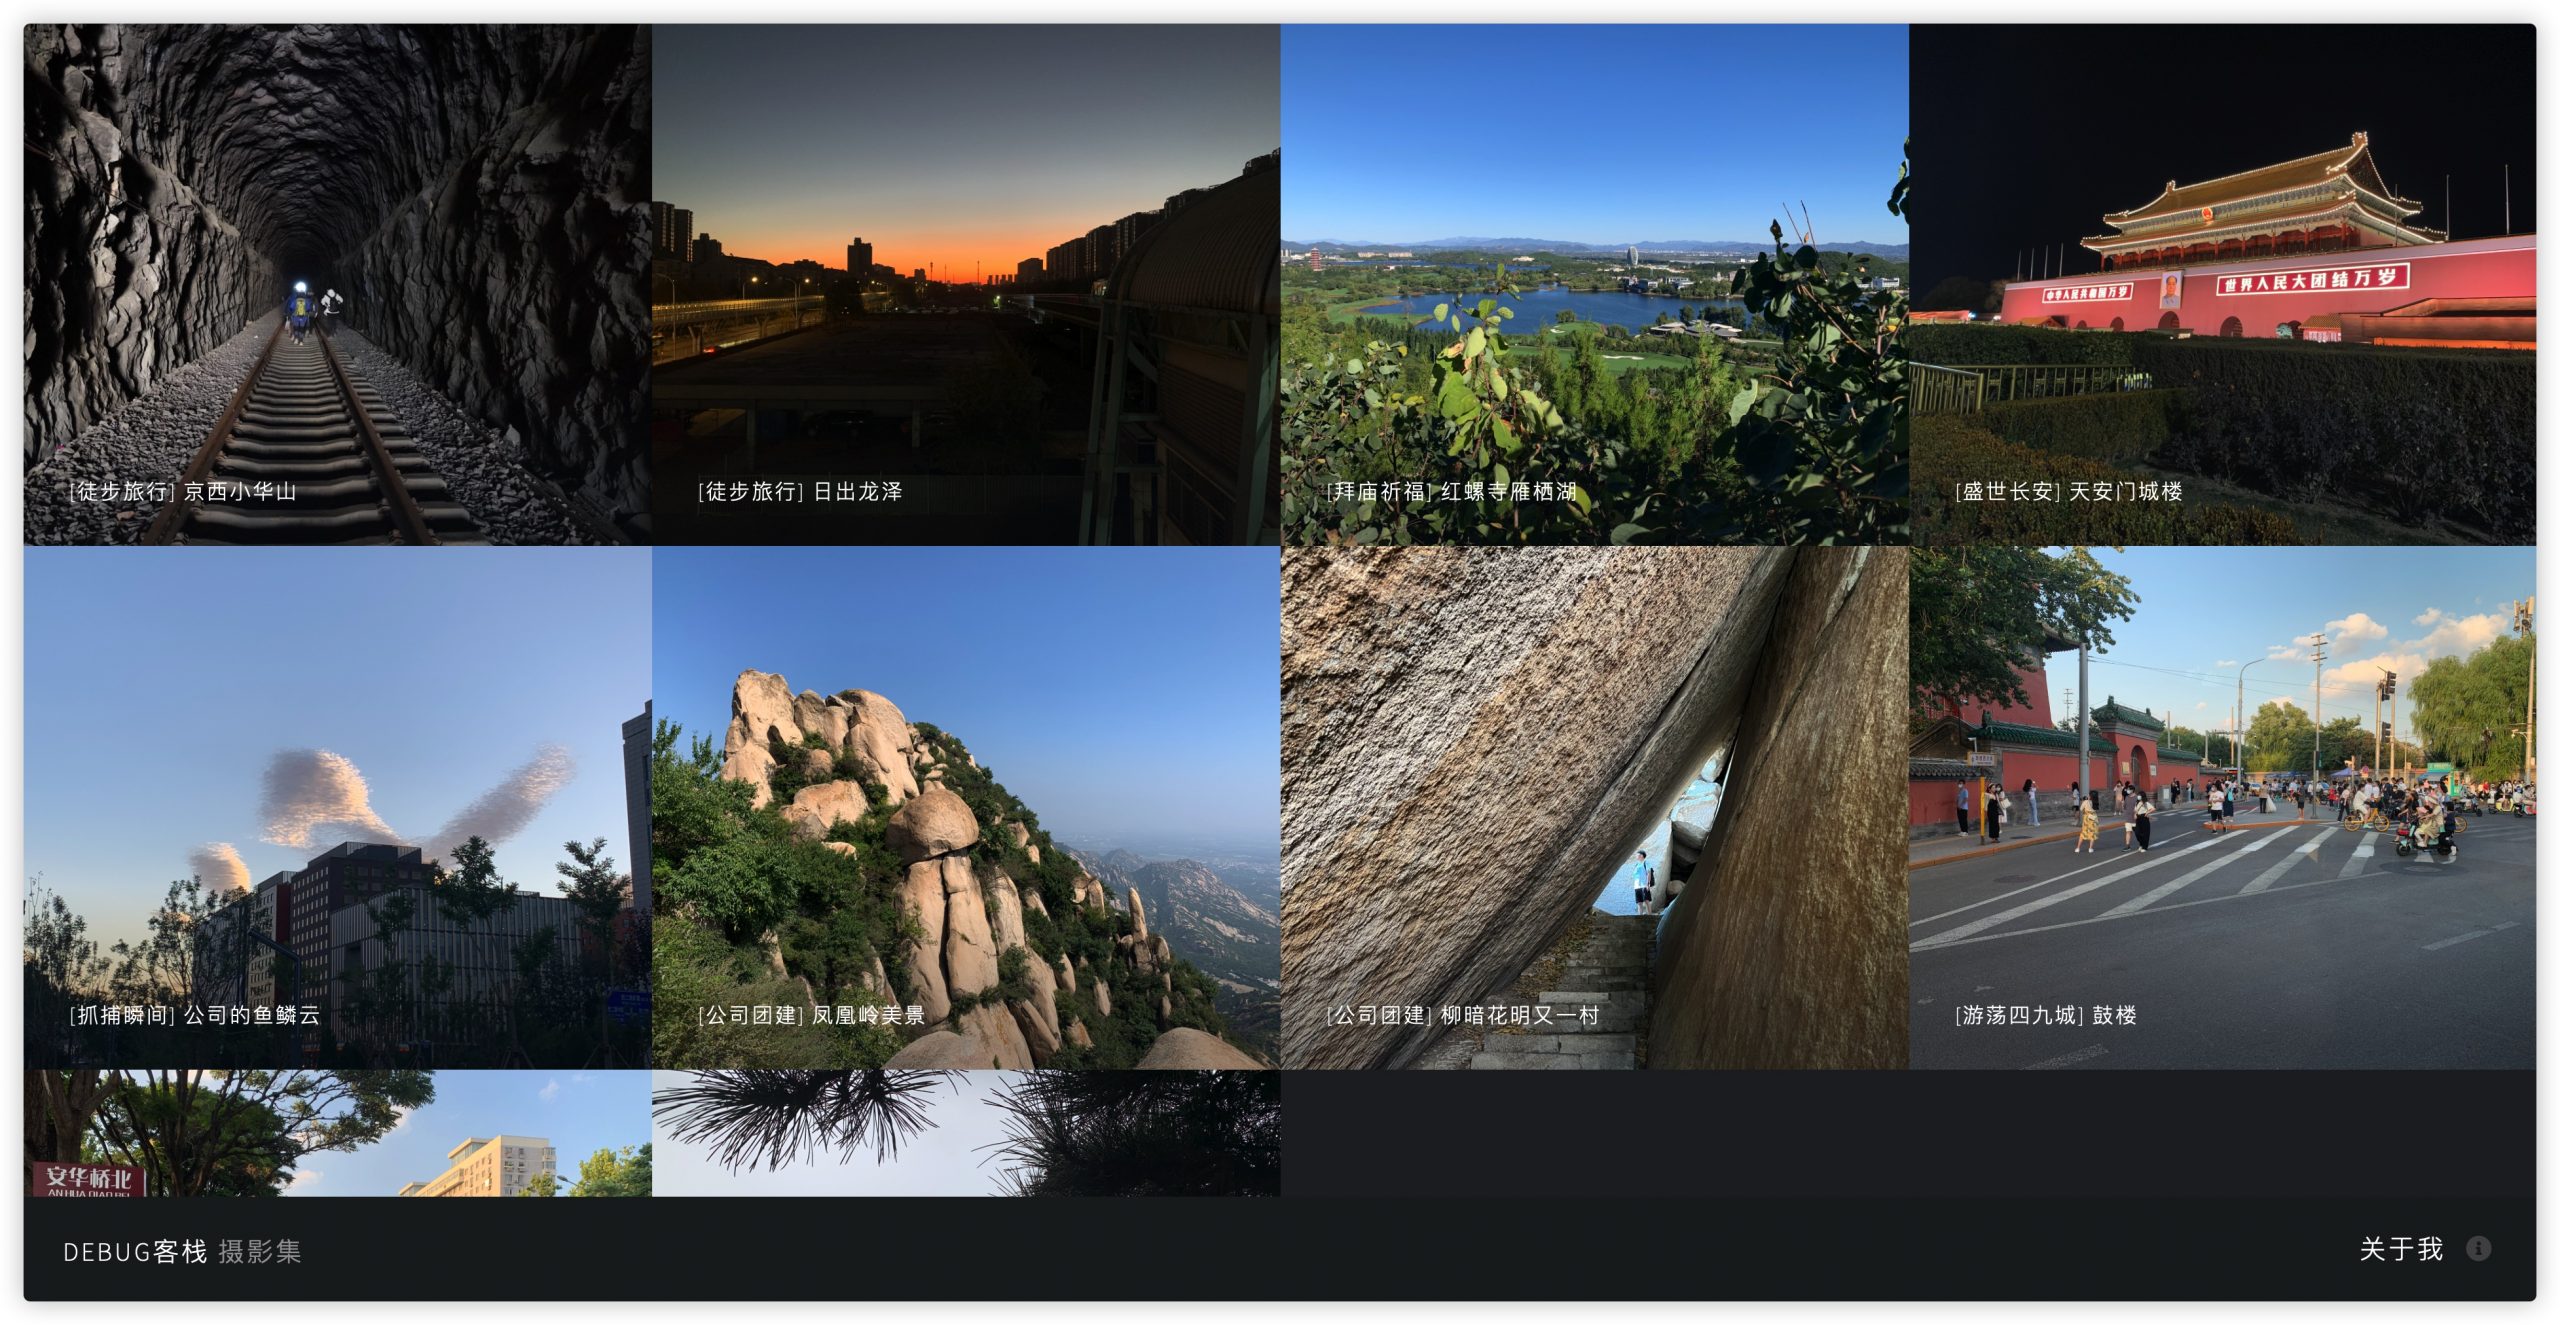 中华人民共和国万岁
世界人民大团结万岁
[徒步旅行] 京西小华山
[徒步旅行] 日出龙泽
[拜庙祈福] 红螺寺雁栖湖
[盛世长安] 天安门城楼
[抓捕瞬间] 公司的鱼鳞云
[公司团建] 凤凰岭美景
[公司团建] 柳暗花明又一村
[游荡四九城] 鼓楼
安华桥北
AN HUA QIAO BEI
DEBUG客栈 摄影集
关于我